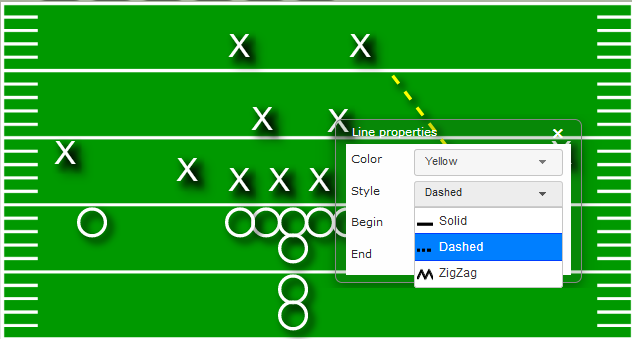 X X
X X
Line properties ×
X X
Color Yellow
X X X X
Style Dashed
Begin Solid
Dashed
End
ZigZag